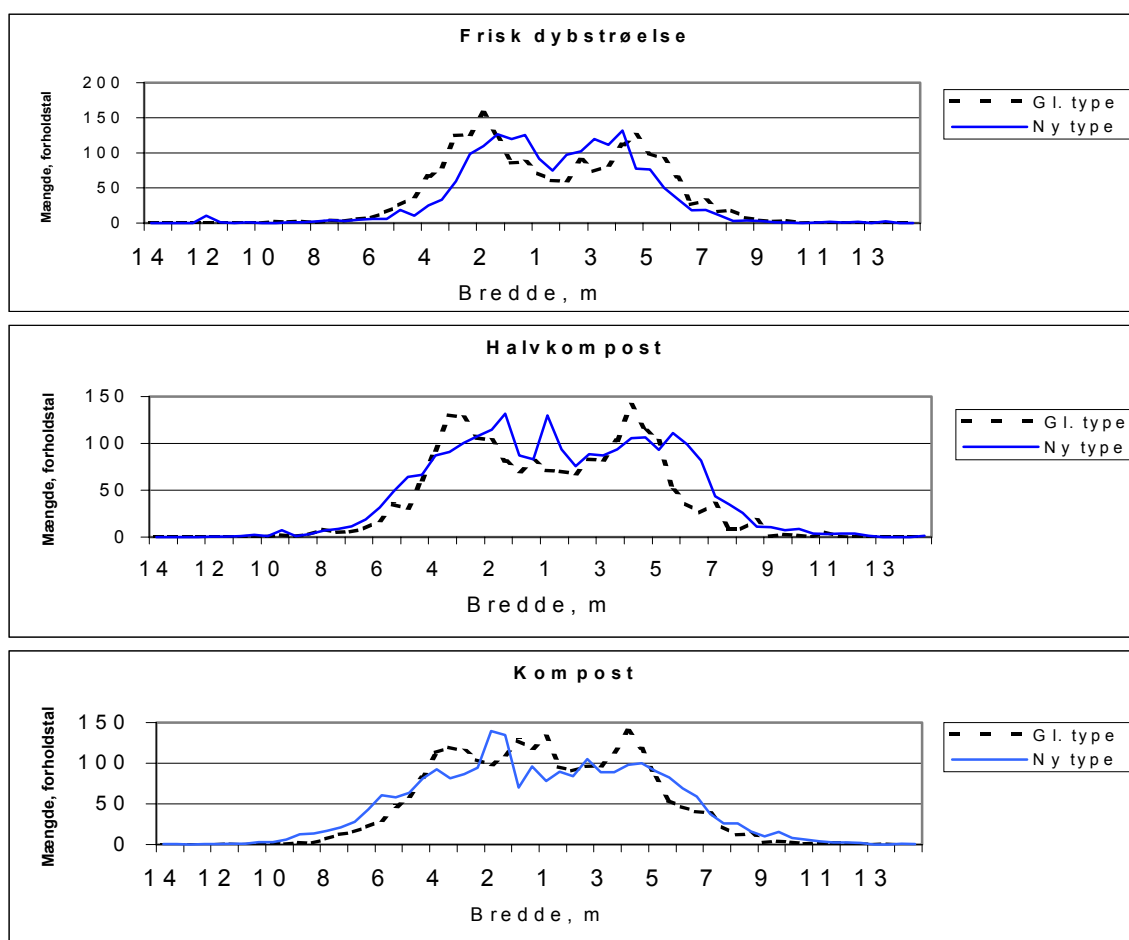 Frisk dybstrøelse
Mængde, forholdstal
200
150
100
50
0
14 12 10 8 6 4 2 1 3 5 7 9 11 13
Bredde, m
Gl. type
Ny type
Halvkompost
Mængde, forholdstal
150
100
50
0
14 12 10 8 6 4 2 1 3 5 7 9 11 13
Bredde, m
Gl. type
Ny type
Kompost
Mængde, forholdstal
150
100
50
0
14 12 10 8 6 4 2 1 3 5 7 9 11 13
Bredde, m
Gl. type
Ny type